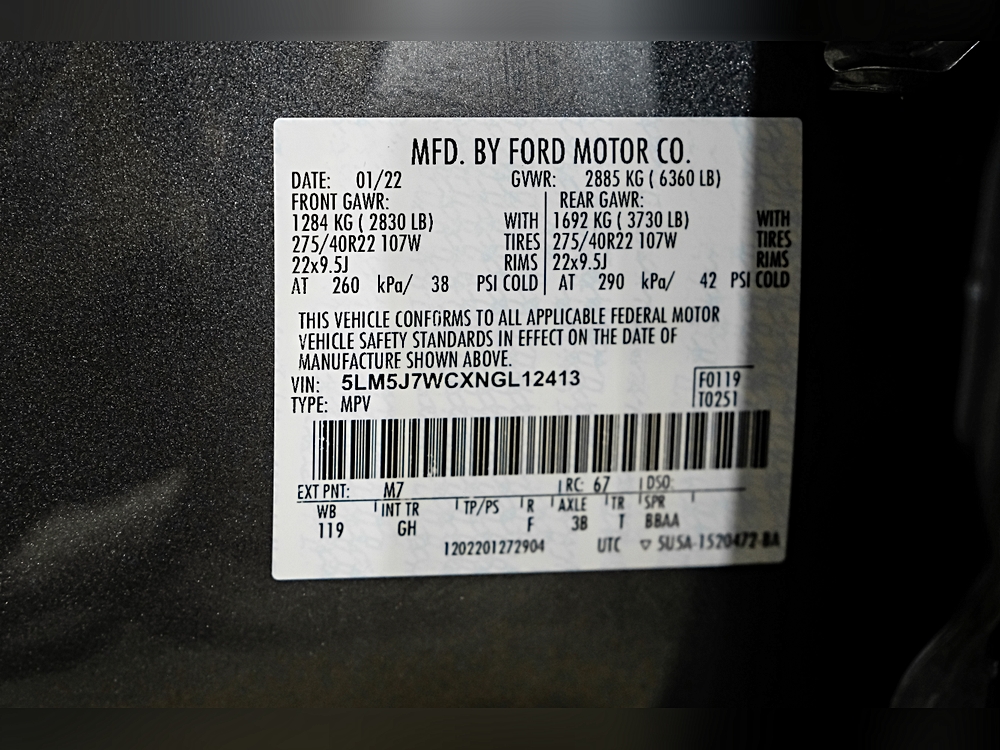 MFD. BY FORD MOTOR CO.
DATE: 01/22 GVWR: 2885 KG ( 6360 LB)
FRONT GAWR: REAR GAWR:
1284 KG ( 2830 LB) WITH 1692 KG ( 3730 LB) WITH
275/40R22 107W TIRES 275/40R22 107W TIRES
22x9.5J RIMS 22x9.5J RIMS
AT 260 kPa/ 38 PSI COLD AT 290 kPa/ 42 PSI COLD
THIS VEHICLE CONFORMS TO ALL APPLICABLE FEDERAL MOTOR
VEHICLE SAFETY STANDARDS IN EFFECT ON THE DATE OF
MANUFACTURE SHOWN ABOVE.
VIN: 5LM5J7WCXNGL12413 F0119
TYPE: MPV T0251
EXT PNT: M7 RC: 67 DSO:
WB INT TR TP/PS R AXLE TR SPR
119 GH F 38 T BBAA
1202201272904 UTC ▽ 5USA-1520472-BA